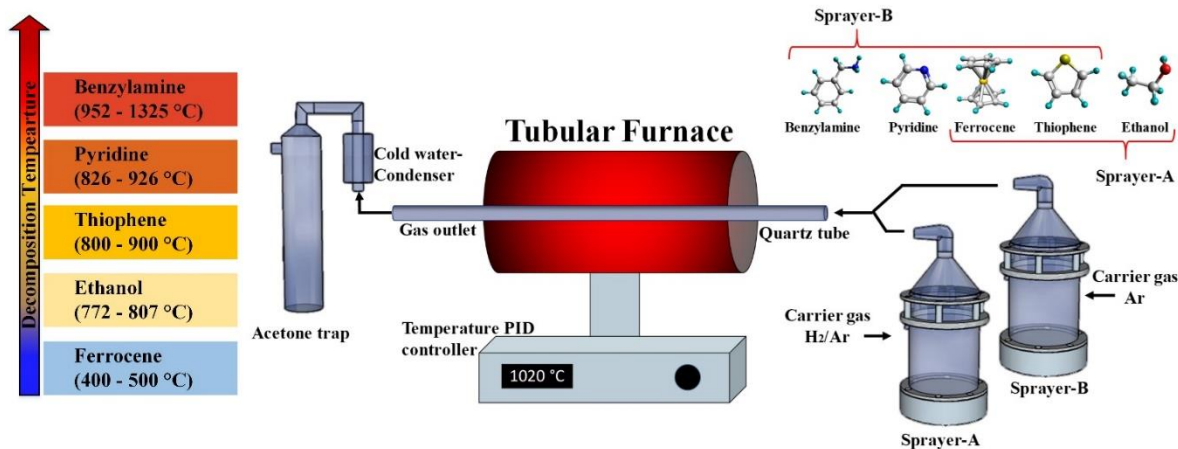 Decomposition Tempearture
Benzylamine
(952 - 1325 °C)
Pyridine
(826 - 926 °C)
Thiophene
(800 - 900 °C)
Ethanol
(772 - 807 °C)
Ferrocene
(400 - 500 °C)
Acetone trap
Cold water-
Condenser
Gas outlet
Tubular Furnace
Quartz tube
Temperature PID
controller
1020 °C
Sprayer-B
Benzylamine
Pyridine
Ferrocene
Thiophene
Ethanol
Sprayer-A
Carrier gas
H2/Ar
Carrier gas
Ar
Sprayer-B
Sprayer-A